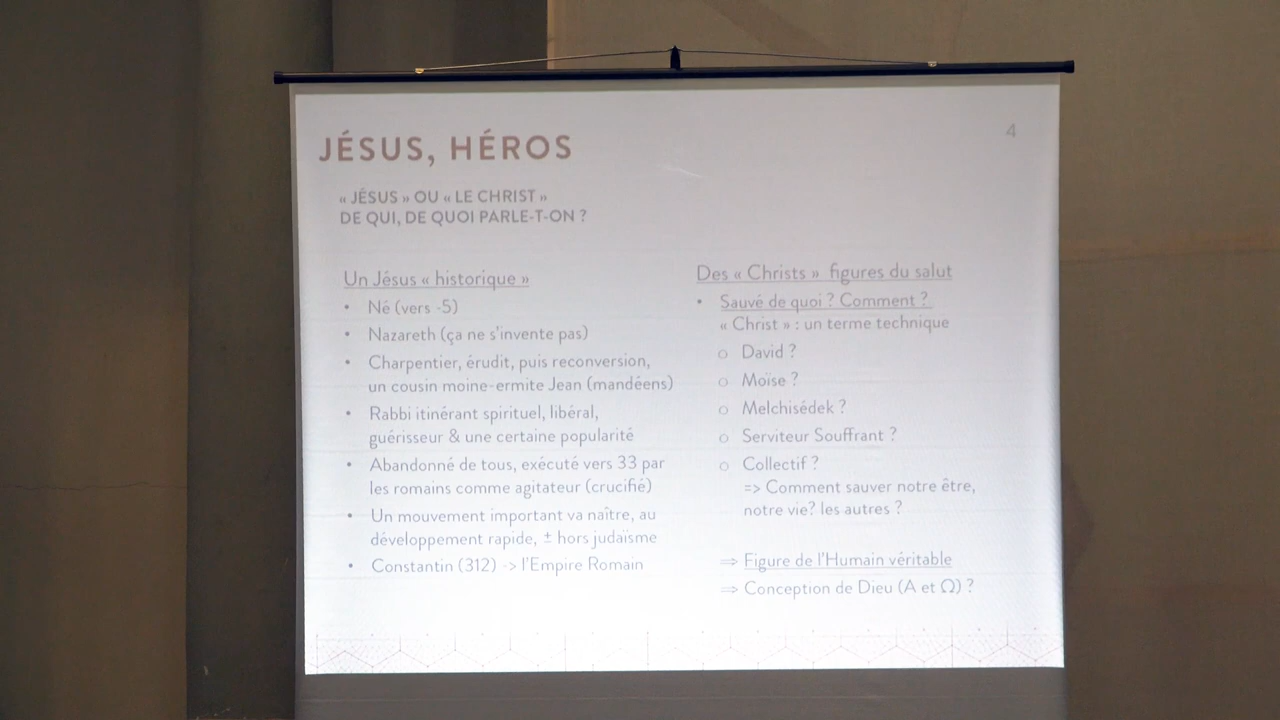 JÉSUS, HÉROS
4
« JÉSUS » OU « LE CHRIST »
DE QUI, DE QUOI PARLE-T-ON ?
Un Jésus « historique »
• Né (vers -5)
• Nazareth (ça ne s'invente pas)
• Charpentier, érudit, puis reconversion,
un cousin moine-ermite Jean (mandéens)
• Rabbi itinérant spirituel, libéral,
guérisseur & une certaine popularité
• Abandonné de tous, exécuté vers 33 par
les romains comme agitateur (crucifié)
• Un mouvement important va naître, au
développement rapide, ± hors judaïsme
• Constantin (312) -> l'Empire Romain
Des « Christs » figures du salut
• Sauvé de quoi ? Comment ?
« Christ » : un terme technique
o David ?
o Moïse ?
o Melchisédek ?
o Serviteur Souffrant ?
o Collectif ?
=> Comment sauver notre être,
notre vie? les autres ?
⇒ Figure de l'Humain véritable
⇒ Conception de Dieu (A et Ω) ?